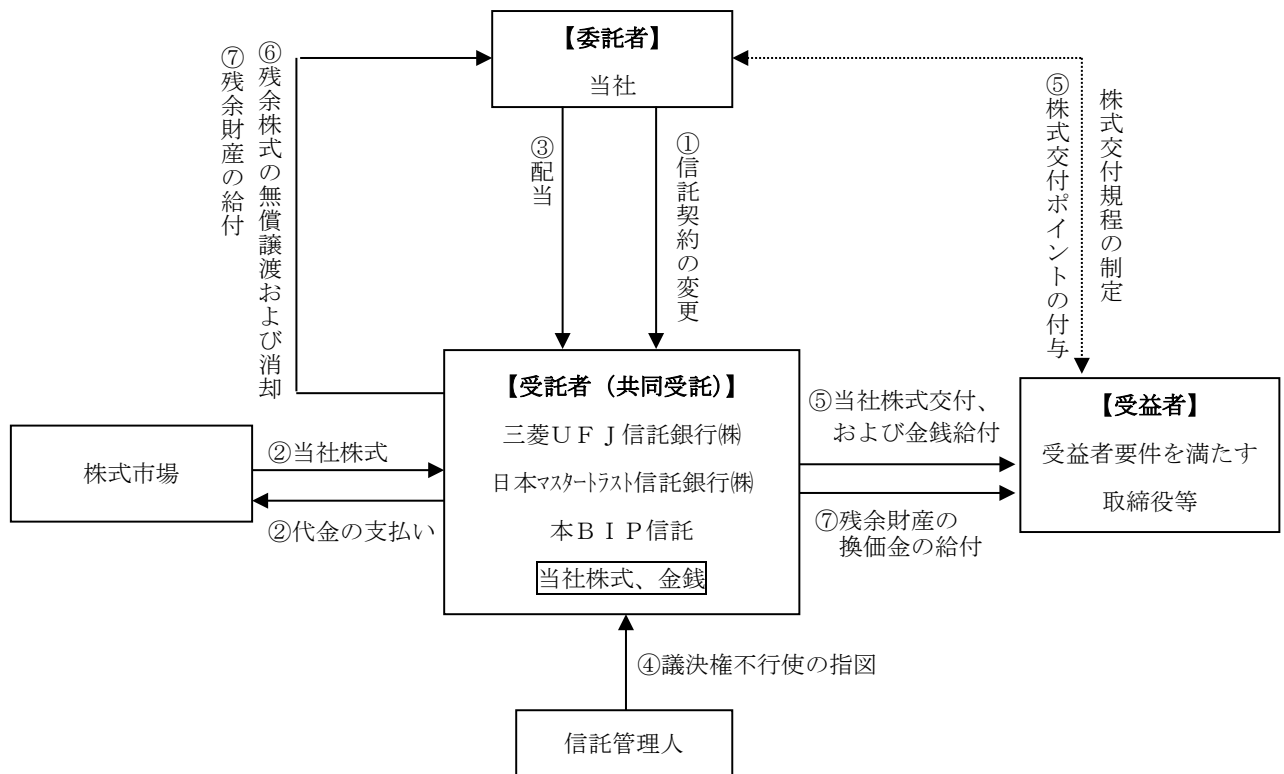 【委託者】
当社
⑦残余財産の給付
⑥残余株式の無償譲渡および消却
③配当
①信託契約の変更
⑤株式交付ポイントの付与
株式交付規程の制定
【受託者（共同受託）】
三菱ＵＦＪ信託銀行㈱
日本ﾏｽﾀｰﾄﾗｽﾄ信託銀行㈱
本ＢＩＰ信託
当社株式、金銭
株式市場
②当社株式
②代金の支払い
⑤当社株式交付、
および金銭給付
⑦残余財産の
換価金の給付
【受益者】
受益者要件を満たす
取締役等
④議決権不行使の指図
信託管理人